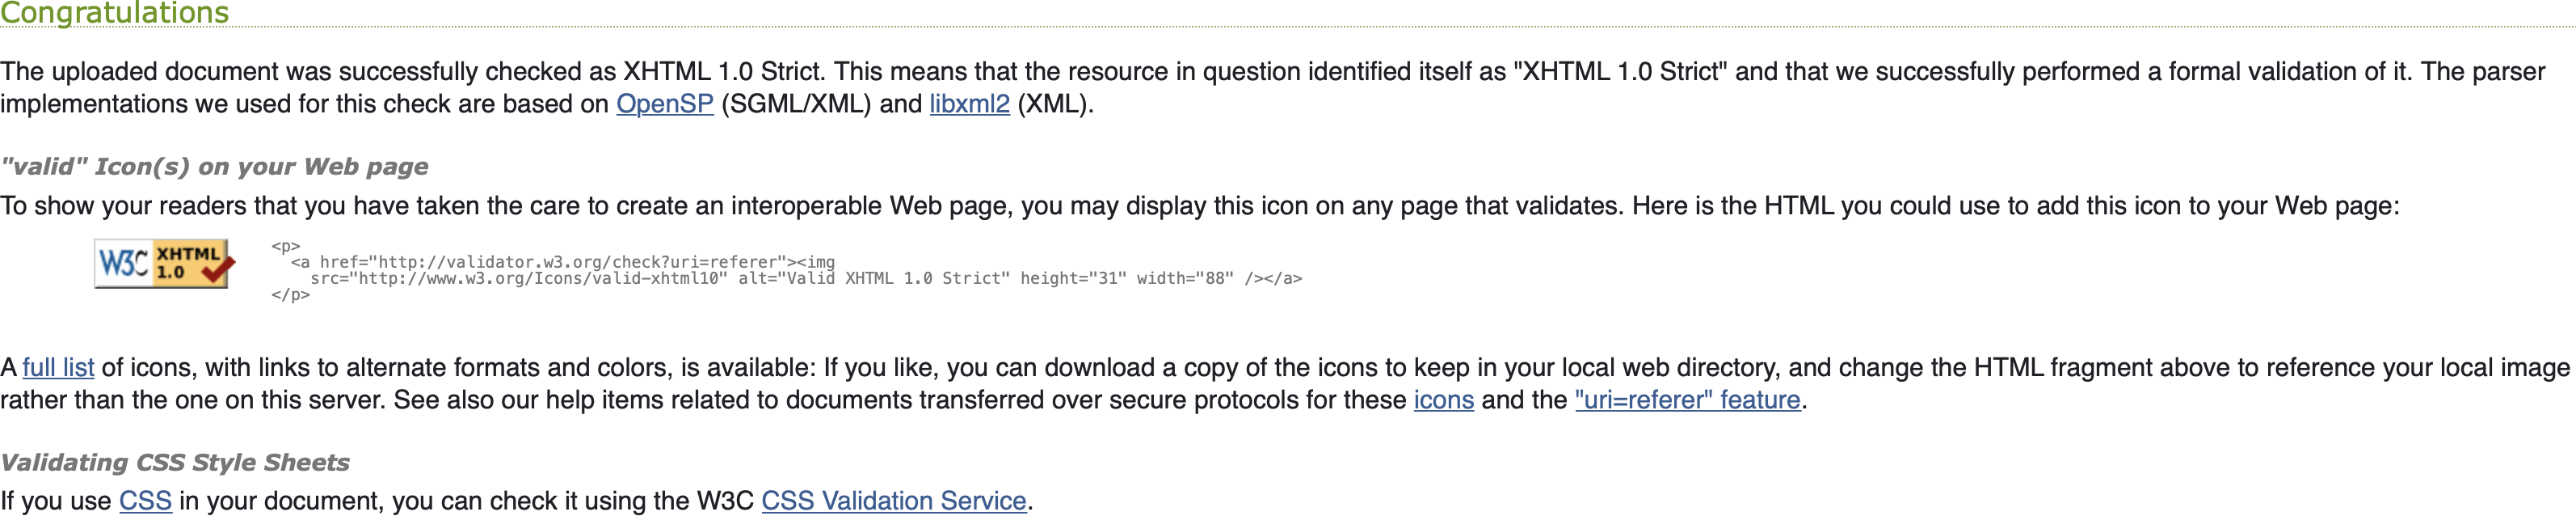 Congratulations
The uploaded document was successfully checked as XHTML 1.0 Strict. This means that the resource in question identified itself as "XHTML 1.0 Strict" and that we successfully performed a formal validation of it. The parser
implementations we used for this check are based on OpenSP (SGML/XML) and libxml2 (XML).
"valid" Icon(s) on your Web page
To show your readers that you have taken the care to create an interoperable Web page, you may display this icon on any page that validates. Here is the HTML you could use to add this icon to your Web page:
W3C XHTML 1.0
<p>
  <a href="http://validator.w3.org/check?uri=referer"><img
    src="http://www.w3.org/Icons/valid-xhtml10" alt="Valid XHTML 1.0 Strict" height="31" width="88" /></a>
</p>
A full list of icons, with links to alternate formats and colors, is available: If you like, you can download a copy of the icons to keep in your local web directory, and change the HTML fragment above to reference your local image
rather than the one on this server. See also our help items related to documents transferred over secure protocols for these icons and the "uri=referer" feature.
Validating CSS Style Sheets
If you use CSS in your document, you can check it using the W3C CSS Validation Service.